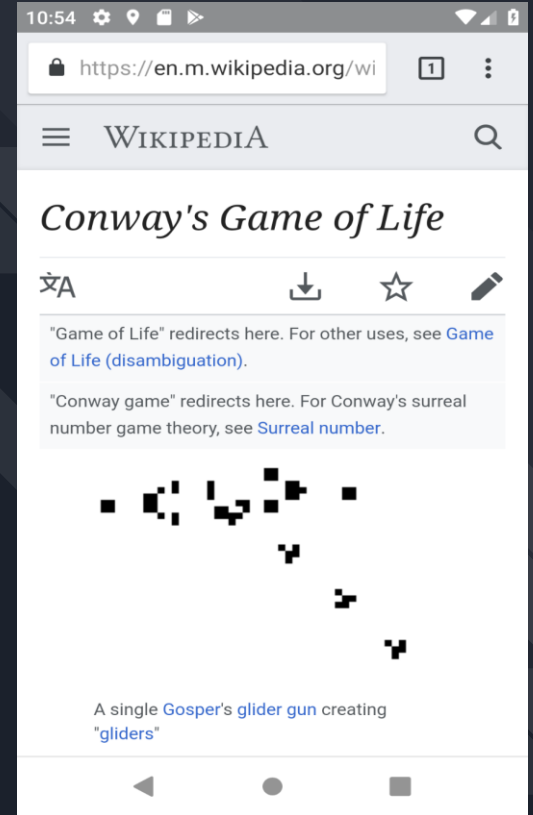 10:54
https://en.m.wikipedia.org/wi
1
WIKIPEDIA
Conway's Game of Life
文A
"Game of Life" redirects here. For other uses, see Game
of Life (disambiguation).
"Conway game" redirects here. For Conway's surreal
number game theory, see Surreal number.
A single Gosper's glider gun creating
"gliders"